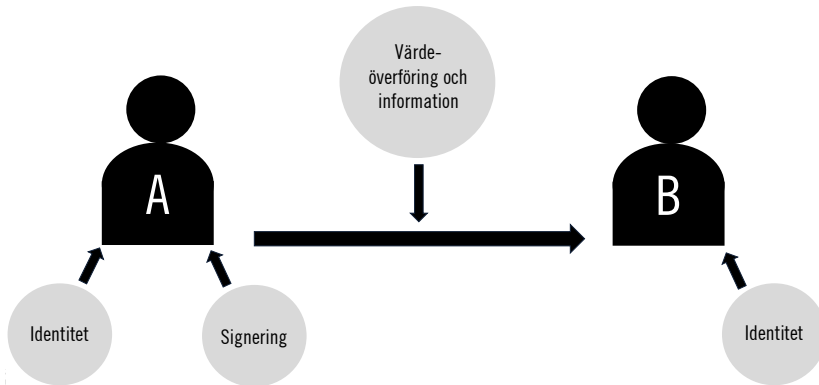 Värde-
överföring och
information
A
B
Identitet
Signering
Identitet